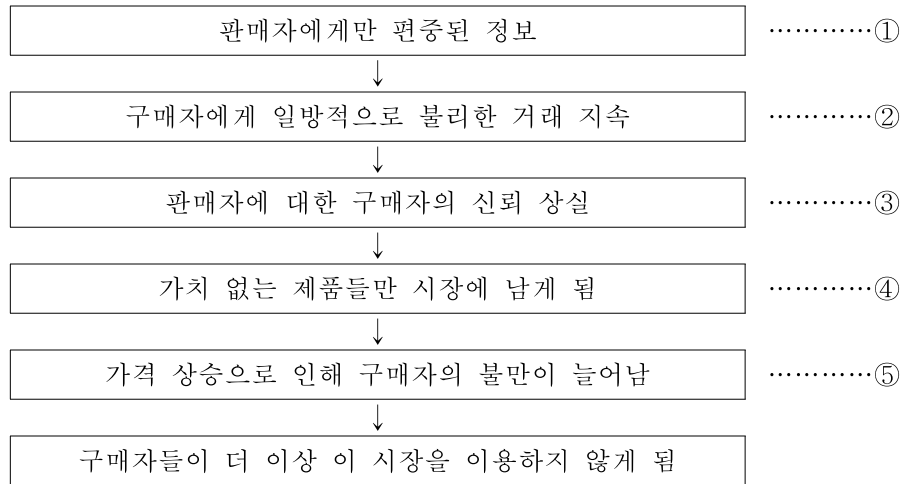 판매자에게만 편중된 정보 …………①
구매자에게 일방적으로 불리한 거래 지속 …………②
판매자에 대한 구매자의 신뢰 상실 …………③
가치 없는 제품들만 시장에 남게 됨 …………④
가격 상승으로 인해 구매자의 불만이 늘어남 …………⑤
구매자들이 더 이상 이 시장을 이용하지 않게 됨